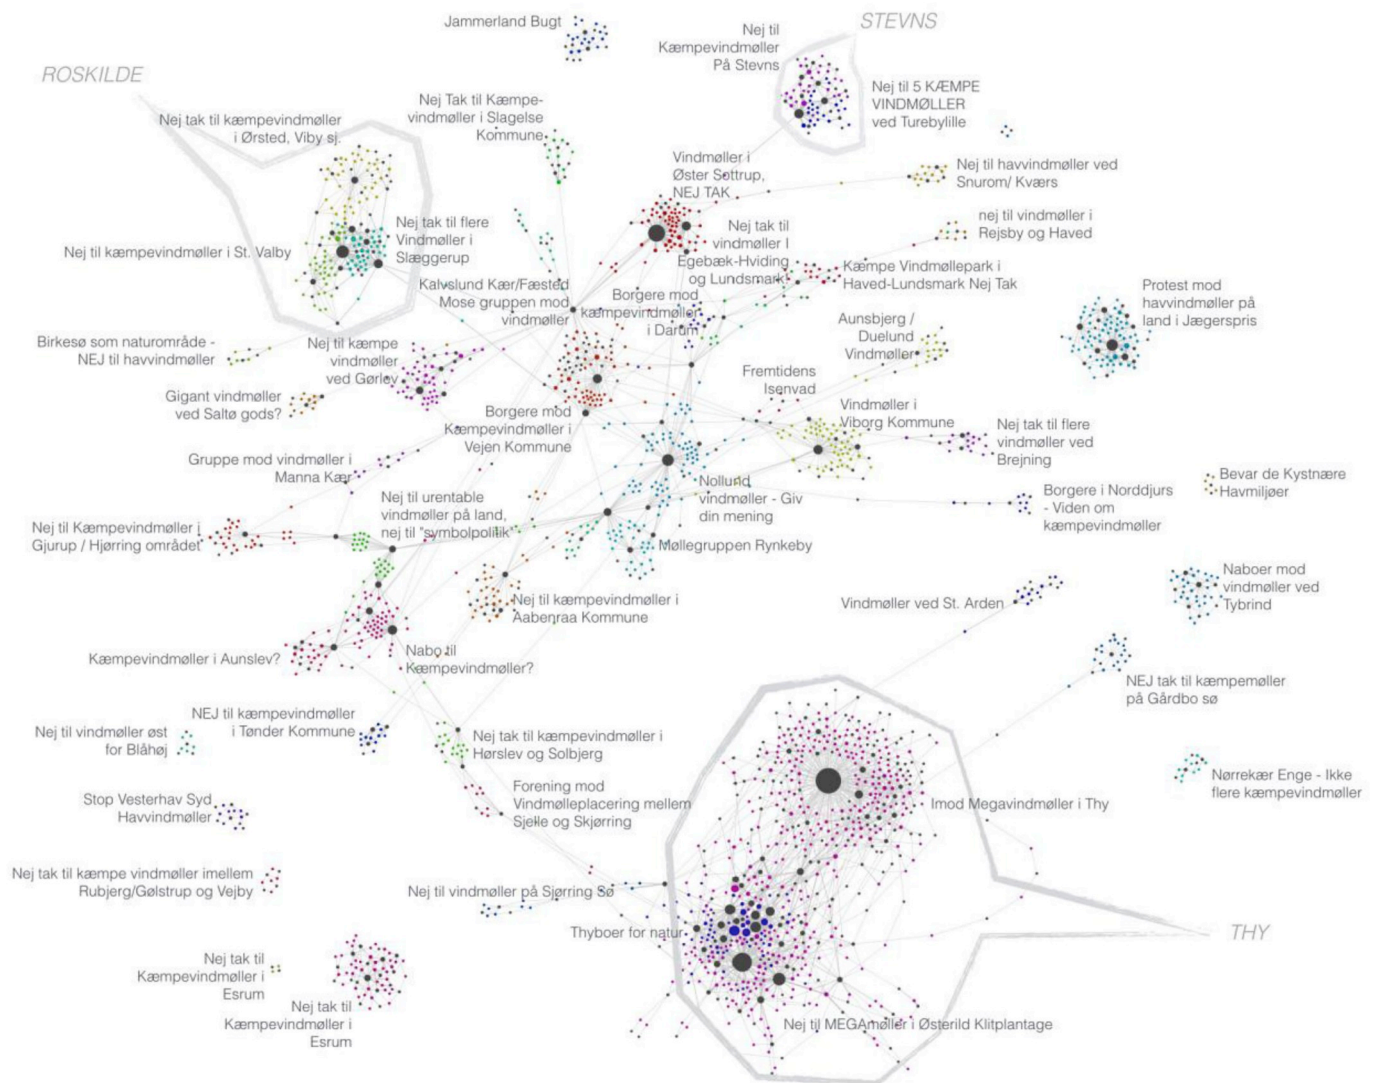 Jammerland Bugt
STEVNS
Nej til
Kæmpevindmøller
På Stevns
ROSKILDE
Nej til 5 KÆMPE
VINDMØLLER
ved Turebylille
Nej Tak til Kæmpe-
vindmøller i Slagelse
Kommune
Nej tak til kæmpevindmøller
i Ørsted, Viby sj.
Vindmøller i
Øster Søttrup,
NEJ TAK
Nej til havvindmøller ved
Snurom/ Kværs
Nej tak til flere
Vindmøller i
Slæggerup
Nej til kæmpevindmøller i St. Valby
Nej tak til
vindmøller I
Egebæk-Hviding
og Lundsmark!
nej til vindmøller i
Rejsby og Haved
Kæmpe Vindmøllepark i
Haved-Lundsmark Nej Tak
Kalvslund Kær/Fæsted
Mose gruppen mod
vindmøller
Borgere mod
kæmpevindmøller
i Darum
Protest mod
havvindmøller på
land i Jægerspris
Birkesø som naturområde -
NEJ til havvindmøller
Nej til kæmpe
vindmøller
ved Gørlev
Aunsbjerg /
Duelund
Vindmøller
Gigant vindmøller
ved Saltø gods?
Fremtidens
Isenvad
Borgere mod
Kæmpevindmøller i
Vejen Kommune
Vindmøller i
Viborg Kommune
Nej tak til flere
vindmøller ved
Brejning
Gruppe mod vindmøller i
Manna Kær
Nollund
vindmøller - Giv
din mening
Borgere i Norddjurs
- Viden om
kæmpevindmøller
Bevar de Kystnære
Havmiljøer
Nej til urentable
vindmøller på land,
nej til "symbolpolitik"
Nej til Kæmpevindmøller i
Gjurup / Hjørring området
Møllegruppen Rynkeby
Naboer mod
vindmøller ved
Tybrind
Nej til kæmpevindmøller i
Aabenraa Kommune
Vindmøller ved St. Arden
Kæmpevindmøller i Aunslev?
Nabo til
Kæmpevindmøller?
NEJ tak til kæmpemøller
på Gårdbo sø
Nej til vindmøller øst
for Blåhøj
NEJ til kæmpevindmøller
i Tønder Kommune
Nej tak til kæmpevindmøller i
Hørslev og Solbjerg
Nørrekær Enge - Ikke
flere kæmpevindmøller
Stop Vesterhav Syd
Havvindmøller
Forening mod
Vindmølleplacering mellem
Sjelle og Skjørring
Imod Megavindmøller i Thy
Nej tak til kæmpe vindmøller imellem
Rubjerg/Gølstrup og Vejby
Nej til vindmøller på Sjørring Sø
Thyboer for natur
THY
Nej tak til
Kæmpevindmøller i
Esrum
Nej tak til
Kæmpevindmøller i
Esrum
Nej til MEGAmøller i Østerild Klitplantage